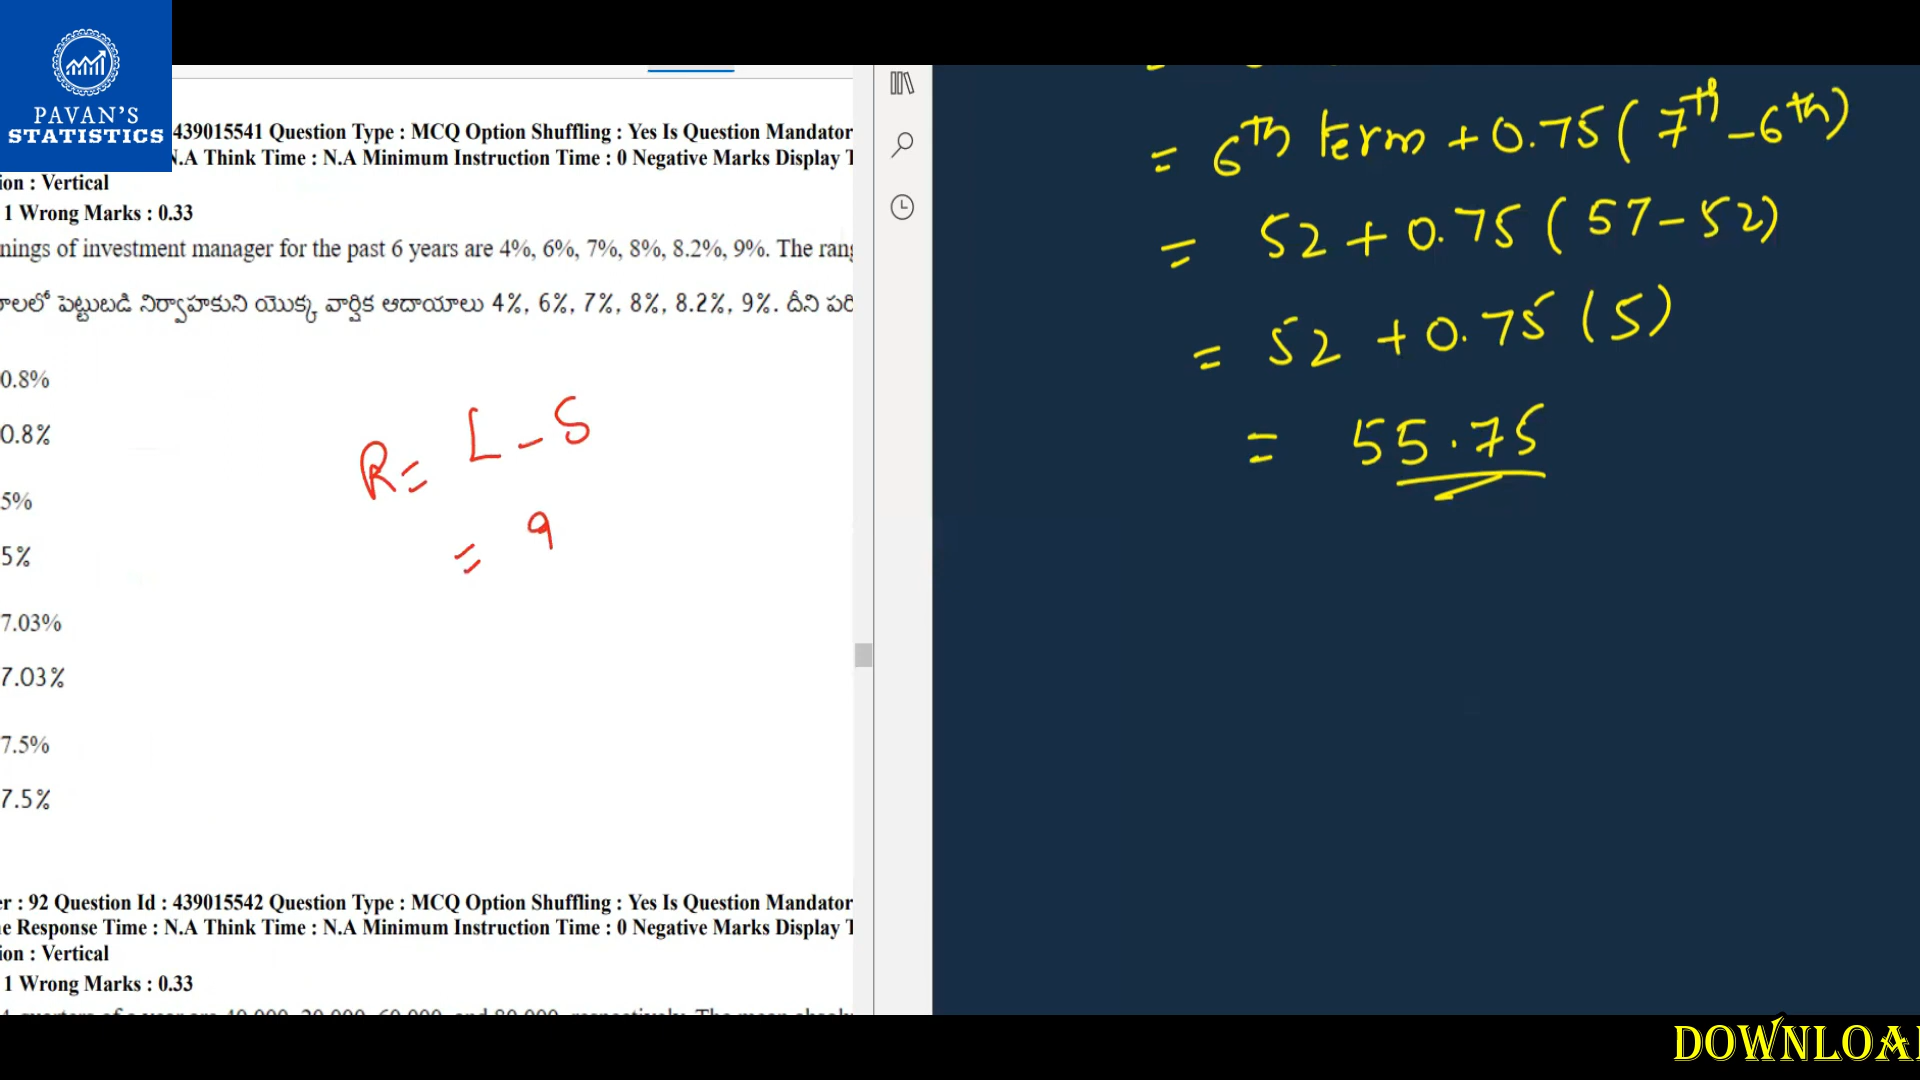 PAVAN'S
STATISTICS
439015541 Question Type : MCQ Option Shuffling : Yes Is Question Mandator
N.A Think Time : N.A Minimum Instruction Time : 0 Negative Marks Display T
ion : Vertical
1 Wrong Marks : 0.33
nings of investment manager for the past 6 years are 4%, 6%, 7%, 8%, 8.2%, 9%. The rang
ాలలో పెట్టుబడి నిర్వాహకుని యొక్క వార్షిక ఆదాయాలు 4%, 6%, 7%, 8%, 8.2%, 9%. దీని పరి
0.8%
0.8%
5%
5%
7.03%
7.03%
7.5%
7.5%
R = L - S
= 9
er : 92 Question Id : 439015542 Question Type : MCQ Option Shuffling : Yes Is Question Mandator
e Response Time : N.A Think Time : N.A Minimum Instruction Time : 0 Negative Marks Display T
ion : Vertical
1 Wrong Marks : 0.33
= 6th term + 0.75 ( 7th - 6th )
= 52 + 0.75 ( 57 - 52 )
= 52 + 0.75 ( 5 )
= 55.75
DOWNLOA